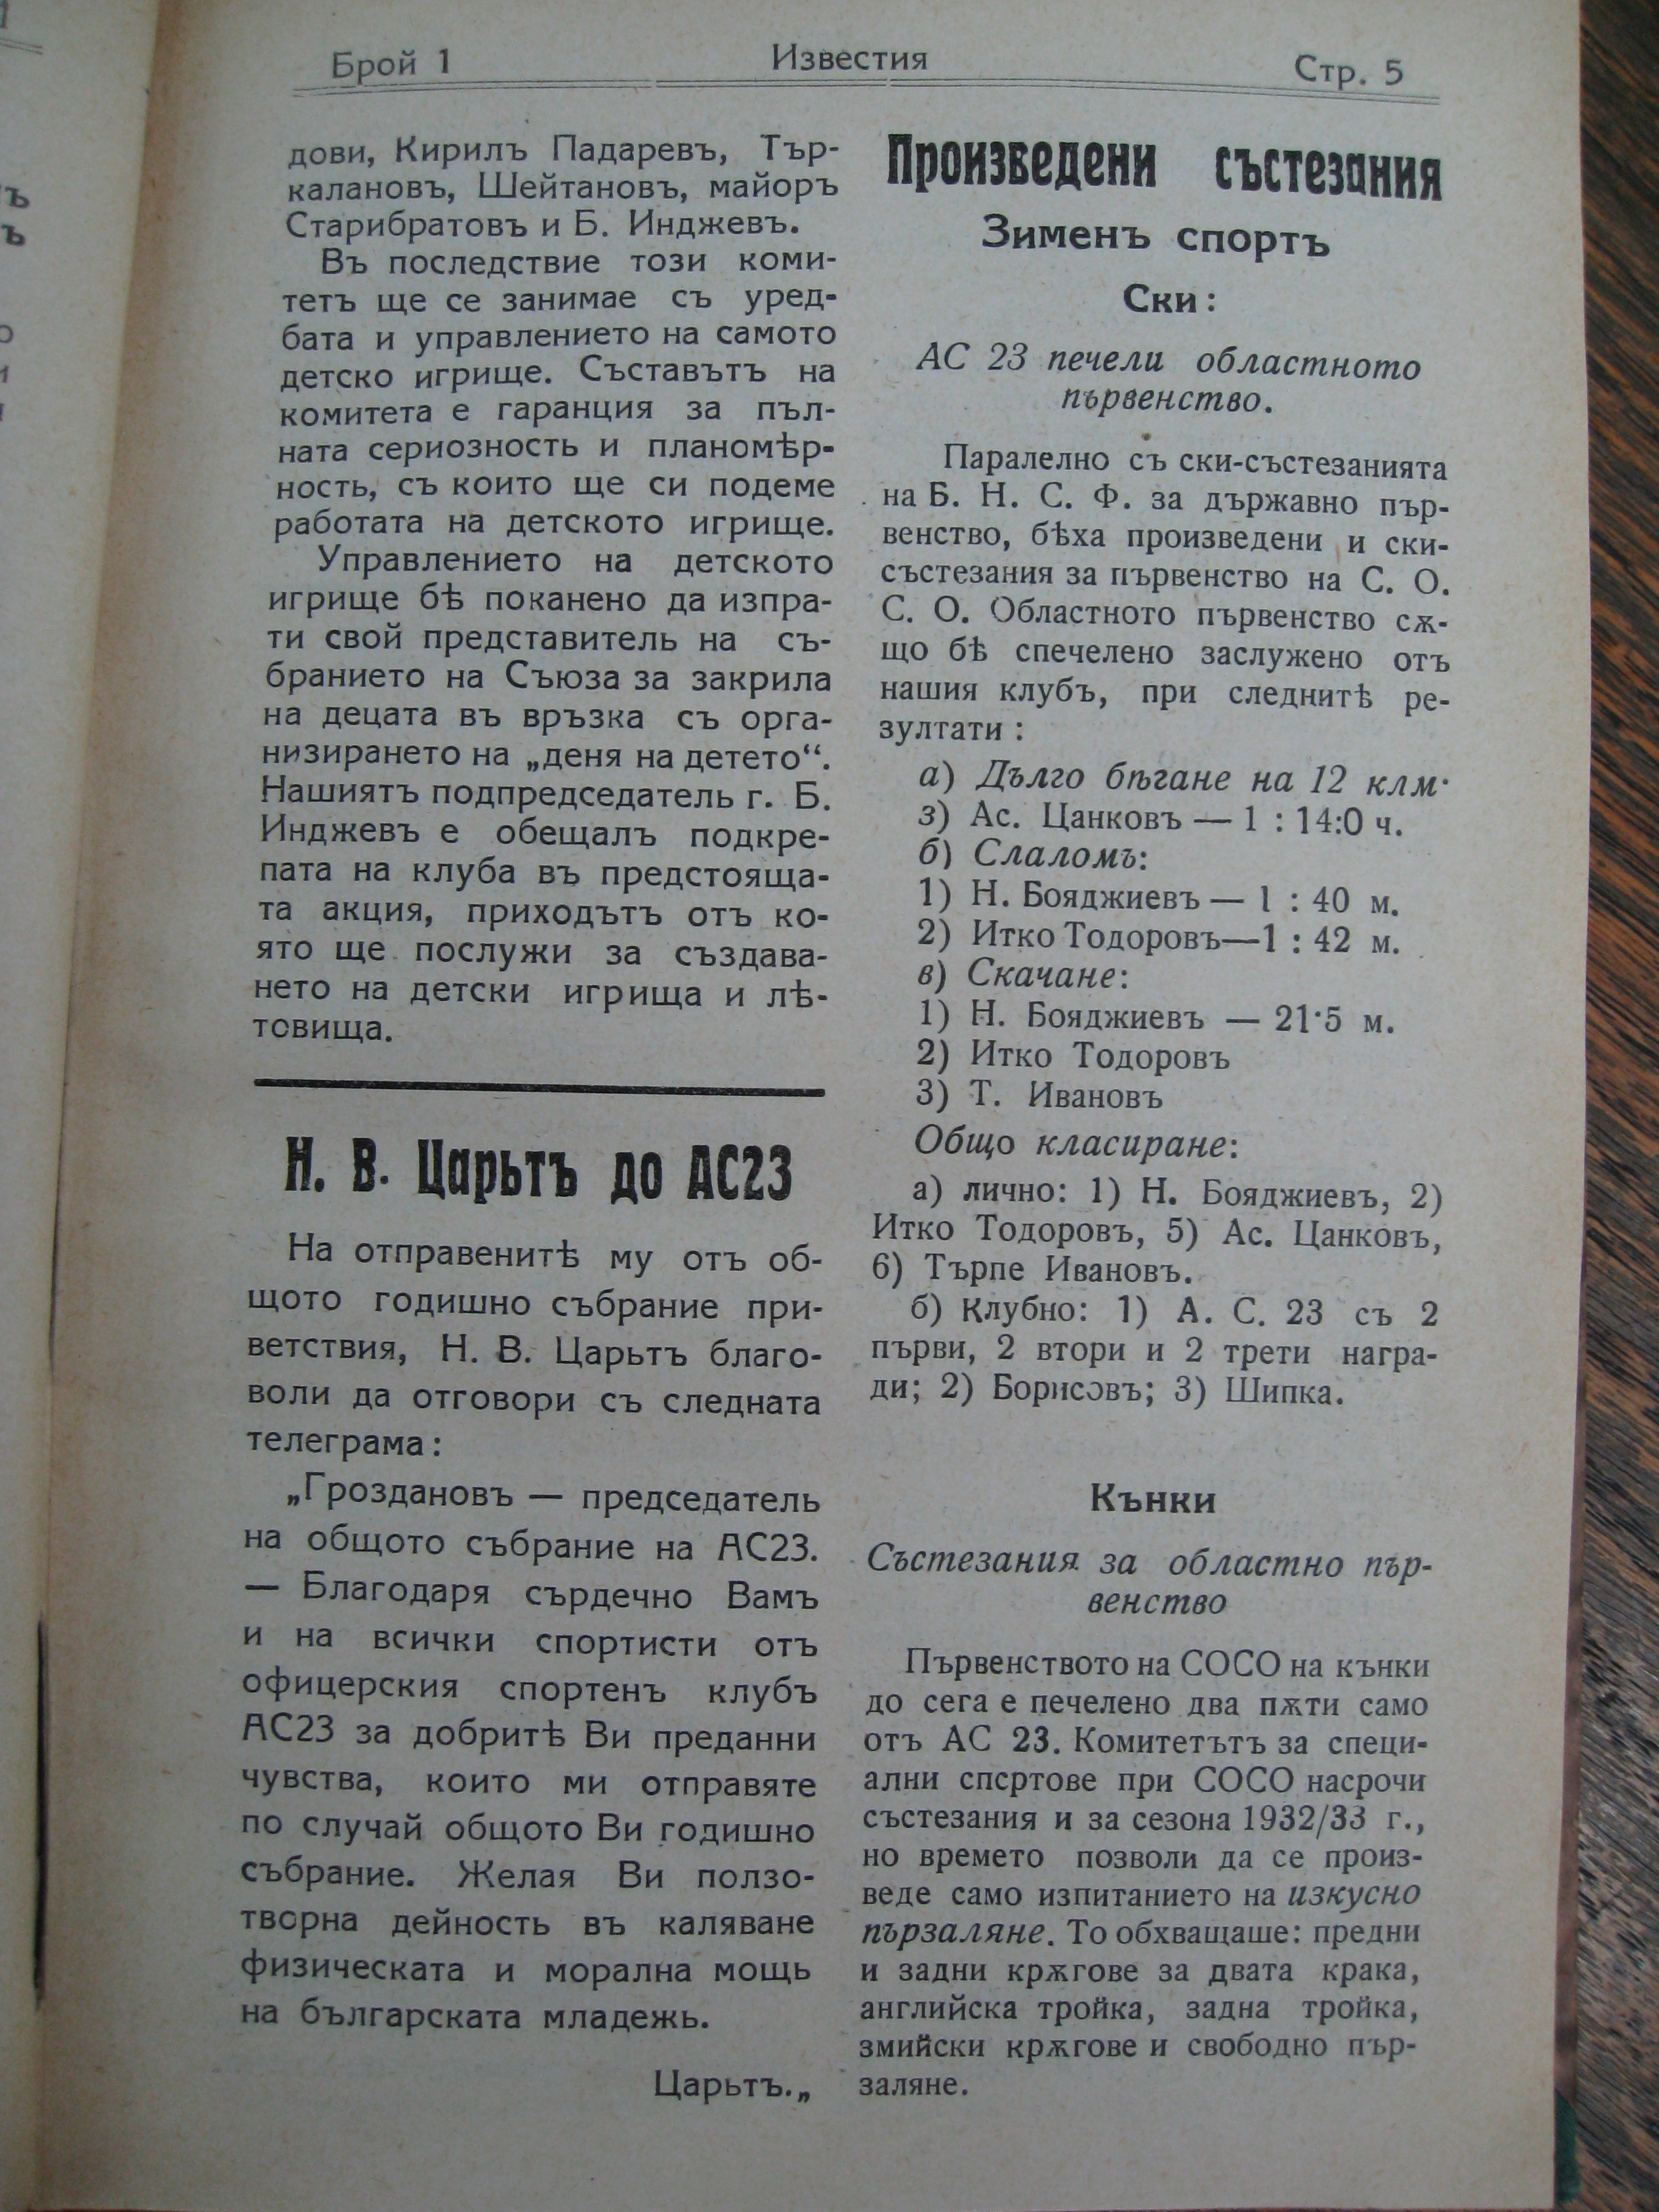 Брой 1 Известия Стр. 5
дови, Кирилъ Падаревъ, Тър-
калановъ, Шейтановъ, майоръ
Старибратовъ и Б. Инджевъ.
Въ последствие този коми-
тетъ ще се занимае съ уред-
бата и управлението на самото
детско игрище. Съставътъ на
комитета е гаранция за пъл-
ната сериозность и планомѣр-
ность, съ които ще си подеме
работата на детското игрище.
Управлението на детското
игрище бѣ поканено да изпра-
ти свой представитель на съ-
бранието на Съюза за закрила
на децата въ връзка съ орга-
низирането на „деня на детето“.
Нашиятъ подпредседатель г. Б.
Инджевъ е обещалъ подкре-
пата на клуба въ предстояща-
та акция, приходътъ отъ ко-
ято ще послужи за създава-
нето на детски игрища и лѣ-
товища.
Н. В. Царьтъ до АС23
На отправенитѣ му отъ об-
щото годишно събрание при-
ветствия, Н. В. Царьтъ благо-
воли да отговори съ следната
телеграма:
„Гроздановъ — председатель
на общото събрание на АС23.
— Благодаря сърдечно Вамъ
и на всички спортисти отъ
офицерския спортенъ клубъ
АС23 за добритѣ Ви преданни
чувства, които ми отправяте
по случай общото Ви годишно
събрание. Желая Ви ползо-
творна дейность въ каляване
физическата и морална мощь
на българската младежь.
Царьтъ.„
Произведени състезания
Зименъ спортъ
Ски:
АС 23 печели областното
първенство.
Паралелно съ ски-състезанията
на Б. Н. С. Ф. за държавно пър-
венство, бѣха произведени и ски-
състезания за първенство на С. О.
С. О. Областното първенство сѫ-
що бѣ спечелено заслужено отъ
нашия клубъ, при следнитѣ ре-
зултати:
а) Дълго бѣгане на 12 клм·
з) Ас. Цанковъ — 1 : 14:0 ч.
б) Слаломъ:
1) Н. Бояджиевъ — 1 : 40 м.
2) Итко Тодоровъ—1 : 42 м.
в) Скачане:
1) Н. Бояджиевъ — 21·5 м.
2) Итко Тодоровъ
3) Т. Ивановъ
Общо класиране:
а) лично: 1) Н. Бояджиевъ, 2)
Итко Тодоровъ, 5) Ас. Цанковъ,
6) Търпе Ивановъ.
б) Клубно: 1) А. С. 23 съ 2
първи, 2 втори и 2 трети награ-
ди; 2) Борисовъ; 3) Шипка.
Кънки
Състезания за областно пър-
венство
Първенството на СОСО на кънки
до сега е печелено два пѫти само
отъ АС 23. Комитетътъ за специ-
ални спортове при СОСО насрочи
състезания и за сезона 1932/33 г.,
но времето позволи да се произ-
веде само изпитанието на изкусно
пързаляне. То обхващаше: предни
и задни крѫгове за двата крака,
английска тройка, задна тройка,
змийски крѫгове и свободно пър-
заляне.